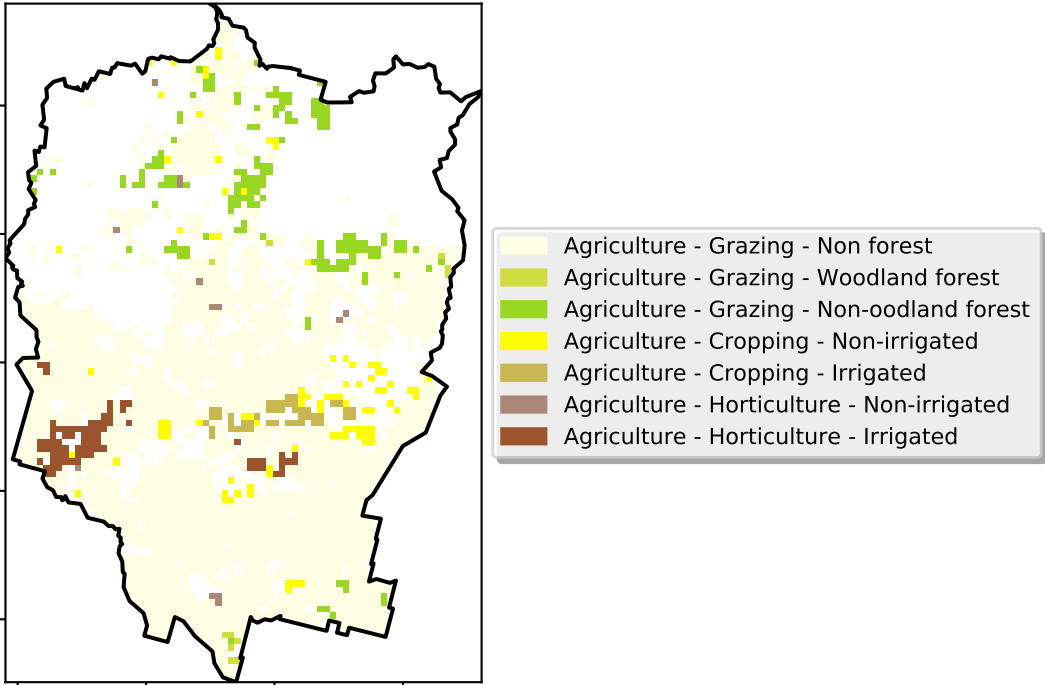 Agriculture - Grazing - Non forest
Agriculture - Grazing - Woodland forest
Agriculture - Grazing - Non-oodland forest
Agriculture - Cropping - Non-irrigated
Agriculture - Cropping - Irrigated
Agriculture - Horticulture - Non-irrigated
Agriculture - Horticulture - Irrigated